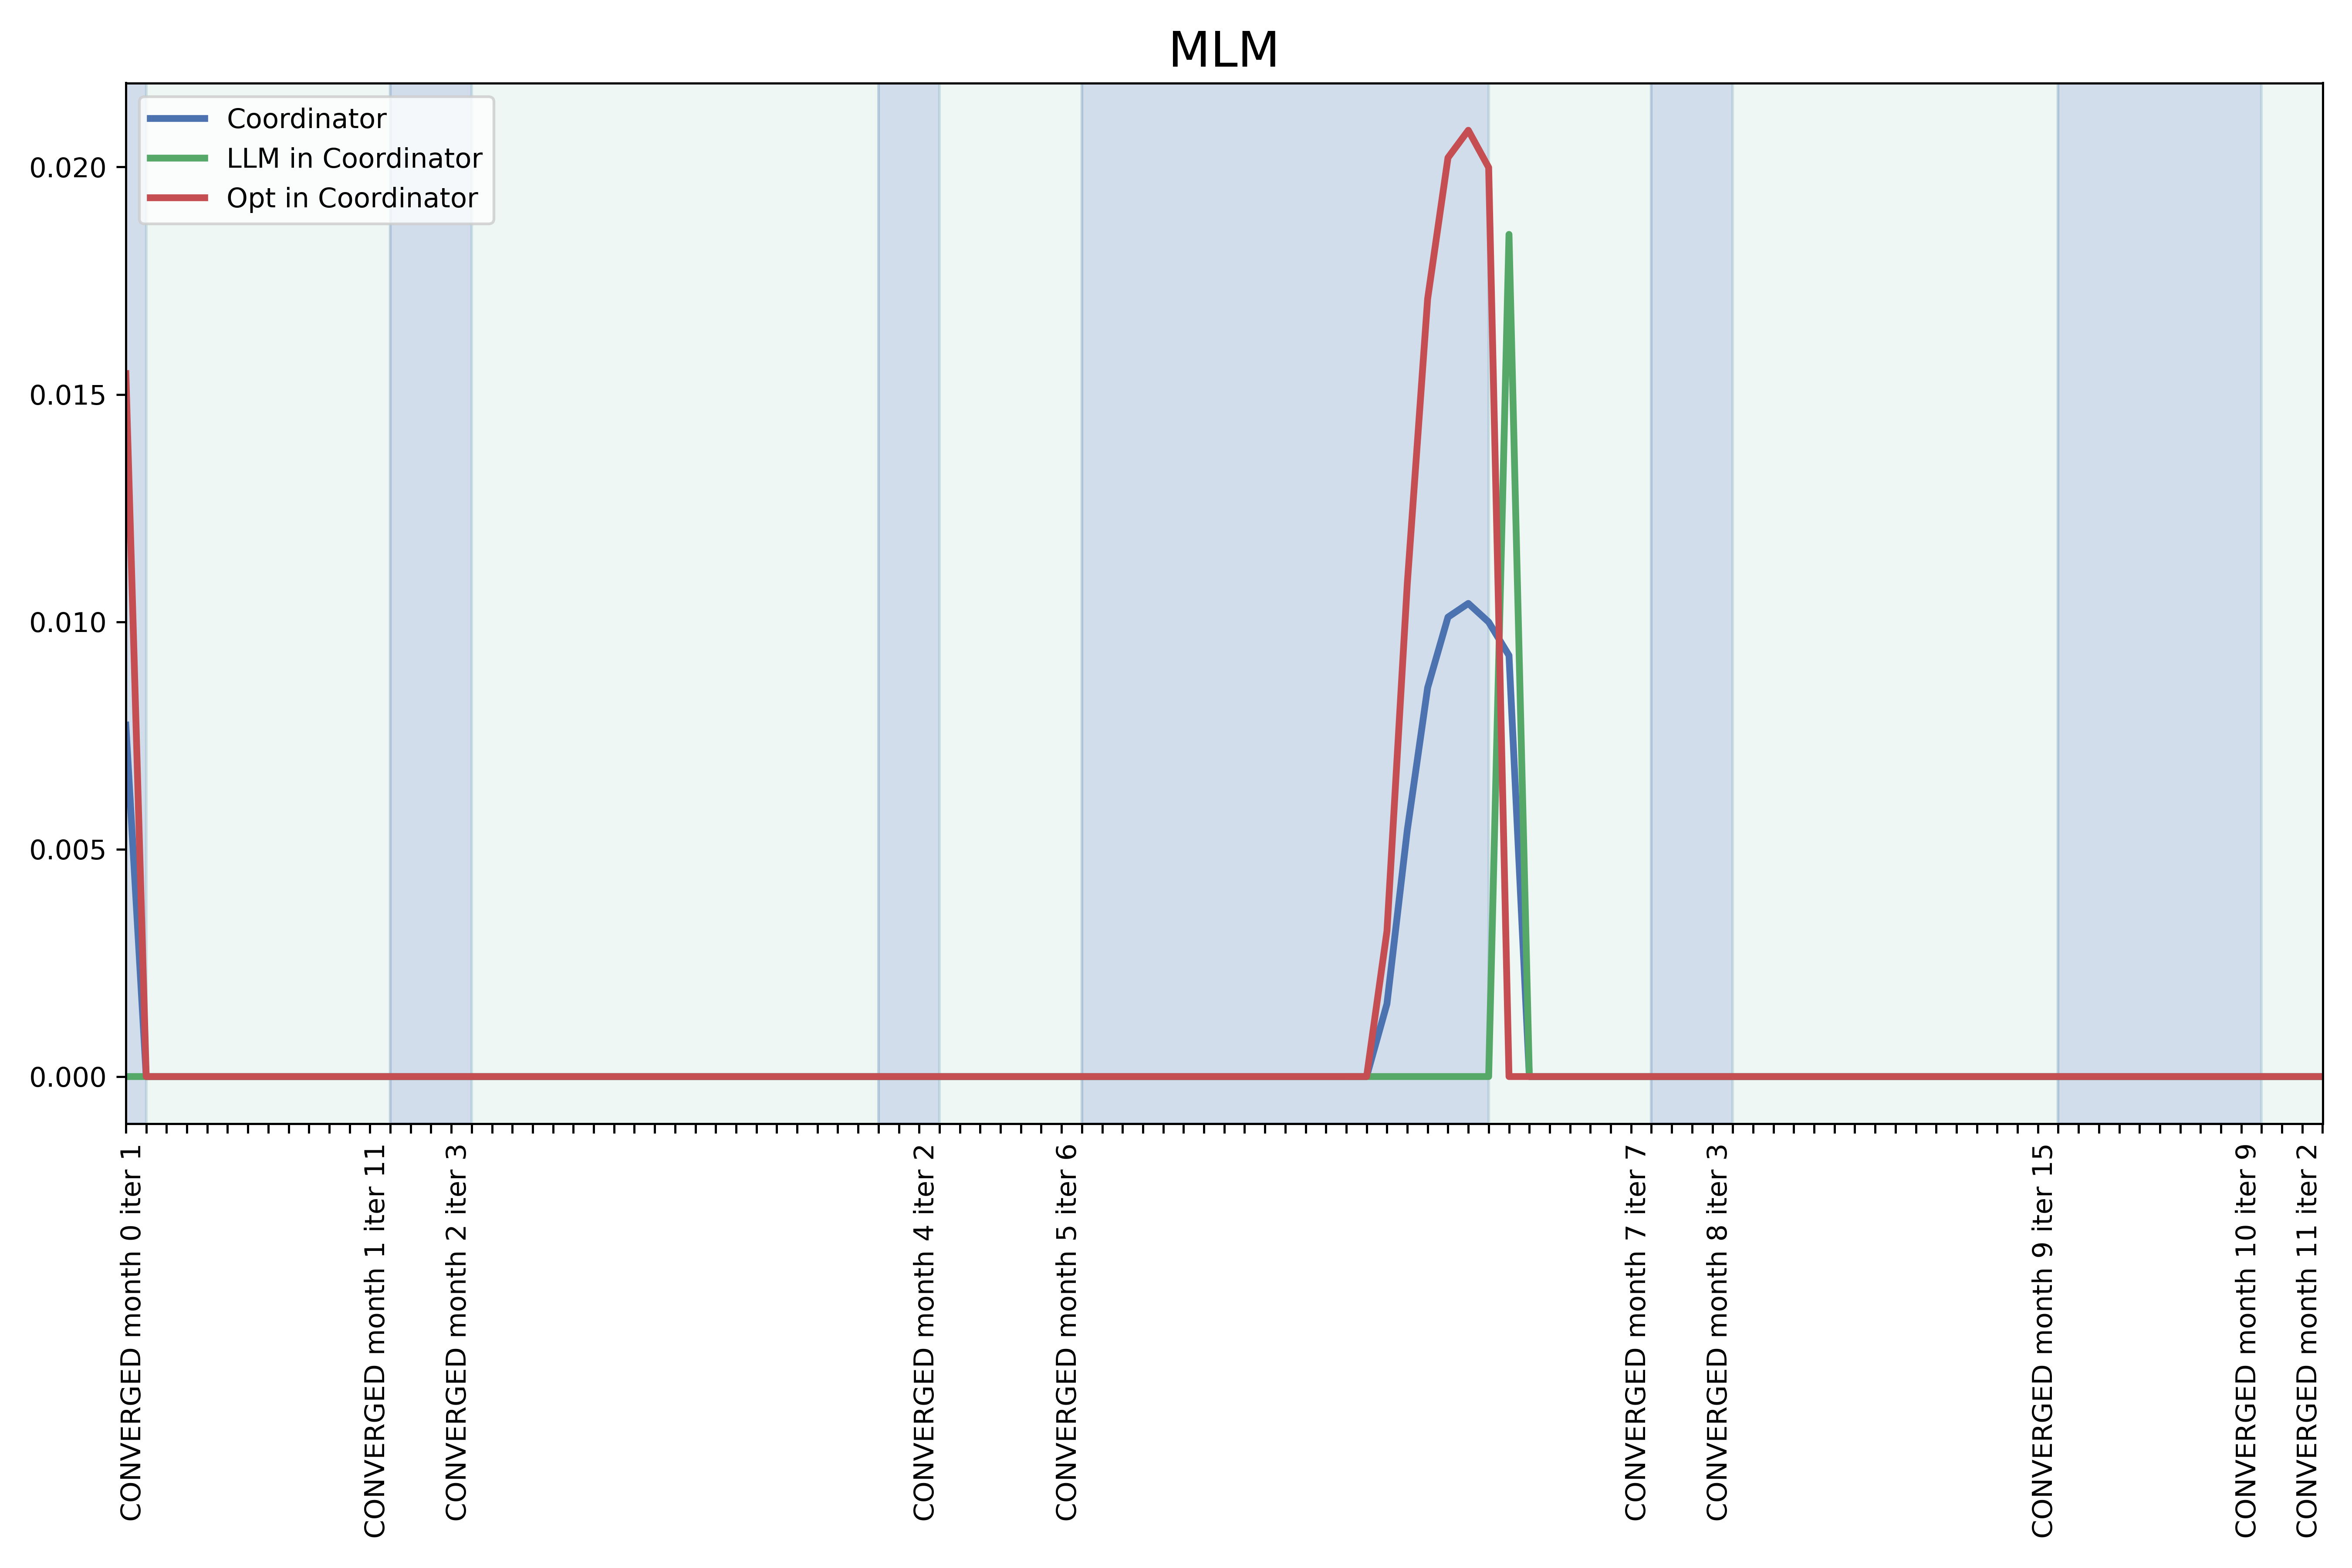 MLM
Coordinator
LLM in Coordinator
Opt in Coordinator
0.020
0.015
0.010
0.005
0.000
CONVERGED month 0 iter 1
CONVERGED month 1 iter 11
CONVERGED month 2 iter 3
CONVERGED month 4 iter 2
CONVERGED month 5 iter 6
CONVERGED month 7 iter 7
CONVERGED month 8 iter 3
CONVERGED month 9 iter 15
CONVERGED month 10 iter 9
CONVERGED month 11 iter 2